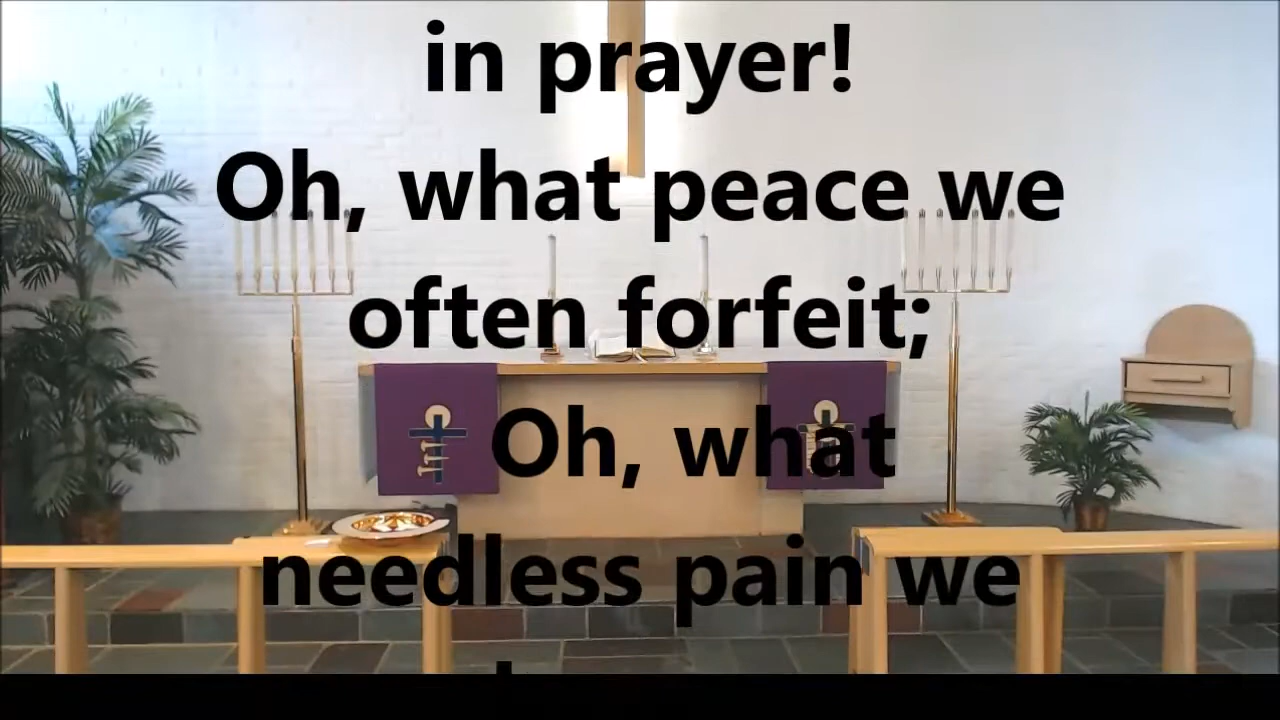 in prayer!
Oh, what peace we
often forfeit;
Oh, what
needless pain we